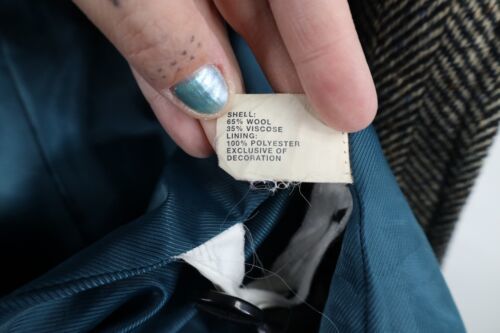 SHELL:
65% WOOL
35% VISCOSE
LINING:
100% POLYESTER
EXCLUSIVE OF
DECORATION